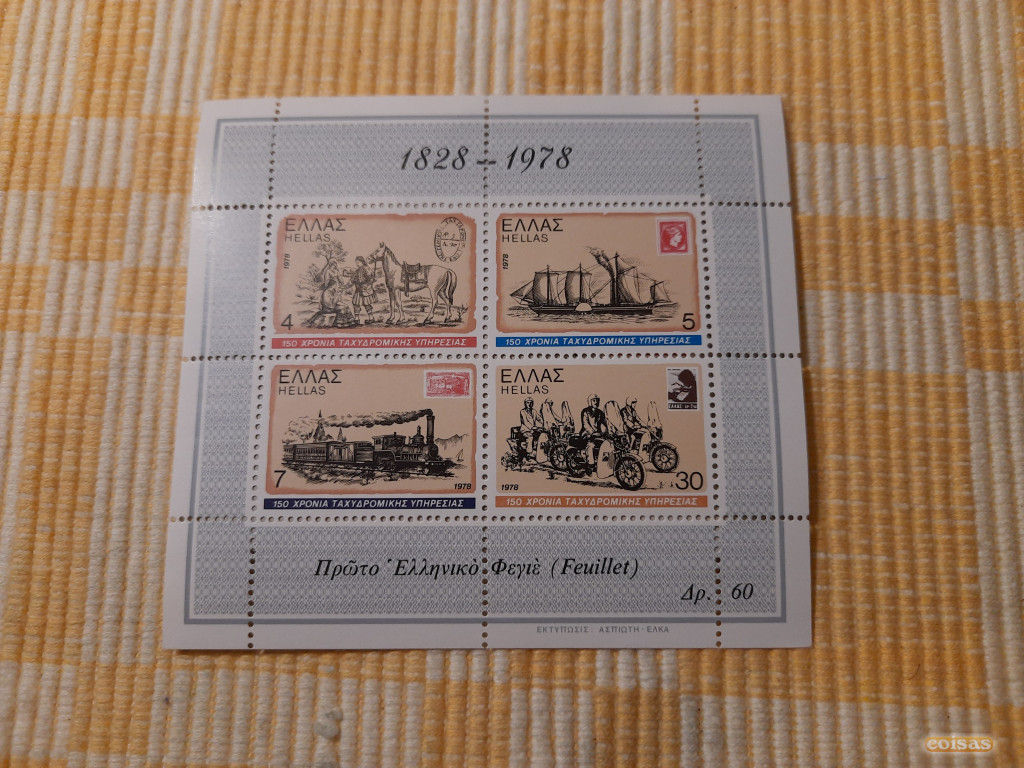 1828 – 1978
ΕΛΛΑΣ
HELLAS
1978
4
150 ΧΡΟΝΙΑ ΤΑΧΥΔΡΟΜΙΚΗΣ ΥΠΗΡΕΣΙΑΣ
ΕΛΛΑΣ
HELLAS
1978
5
150 ΧΡΟΝΙΑ ΤΑΧΥΔΡΟΜΙΚΗΣ ΥΠΗΡΕΣΙΑΣ
ΕΛΛΑΣ
HELLAS
7
1978
150 ΧΡΟΝΙΑ ΤΑΧΥΔΡΟΜΙΚΗΣ ΥΠΗΡΕΣΙΑΣ
ΕΛΛΑΣ
HELLAS
ΕΛΛΑΣ
1978
30
150 ΧΡΟΝΙΑ ΤΑΧΥΔΡΟΜΙΚΗΣ ΥΠΗΡΕΣΙΑΣ
Πρῶτο Ἑλληνικὸ Φεγιὲ (Feuillet)
Δρ. 60
ΕΚΤΥΠΩΣΙΣ: ΑΣΠΙΩΤΗ - ΕΛΚΑ
coisas